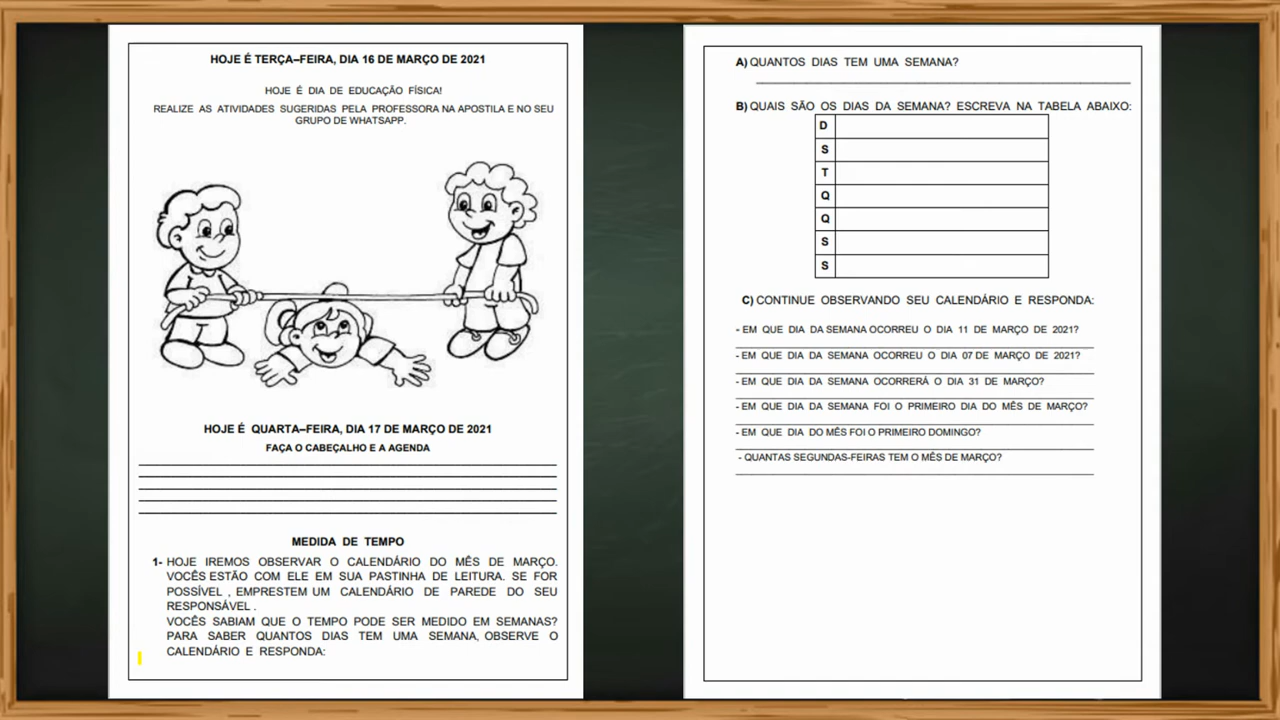 HOJE É TERÇA–FEIRA, DIA 16 DE MARÇO DE 2021
HOJE É DIA DE EDUCAÇÃO FÍSICA!
REALIZE AS ATIVIDADES SUGERIDAS PELA PROFESSORA NA APOSTILA E NO SEU
GRUPO DE WHATSAPP.
HOJE É QUARTA–FEIRA, DIA 17 DE MARÇO DE 2021
FAÇA O CABEÇALHO E A AGENDA
MEDIDA DE TEMPO
1- HOJE IREMOS OBSERVAR O CALENDÁRIO DO MÊS DE MARÇO.
VOCÊS ESTÃO COM ELE EM SUA PASTINHA DE LEITURA. SE FOR
POSSÍVEL , EMPRESTEM UM CALENDÁRIO DE PAREDE DO SEU
RESPONSÁVEL .
VOCÊS SABIAM QUE O TEMPO PODE SER MEDIDO EM SEMANAS?
PARA SABER QUANTOS DIAS TEM UMA SEMANA, OBSERVE O
CALENDÁRIO E RESPONDA:
A) QUANTOS DIAS TEM UMA SEMANA?
B) QUAIS SÃO OS DIAS DA SEMANA? ESCREVA NA TABELA ABAIXO:
D
S
T
Q
Q
S
S
C) CONTINUE OBSERVANDO SEU CALENDÁRIO E RESPONDA:
- EM QUE DIA DA SEMANA OCORREU O DIA 11 DE MARÇO DE 2021?
- EM QUE DIA DA SEMANA OCORREU O DIA 07 DE MARÇO DE 2021?
- EM QUE DIA DA SEMANA OCORRERÁ O DIA 31 DE MARÇO?
- EM QUE DIA DA SEMANA FOI O PRIMEIRO DIA DO MÊS DE MARÇO?
- EM QUE DIA DO MÊS FOI O PRIMEIRO DOMINGO?
- QUANTAS SEGUNDAS-FEIRAS TEM O MÊS DE MARÇO?